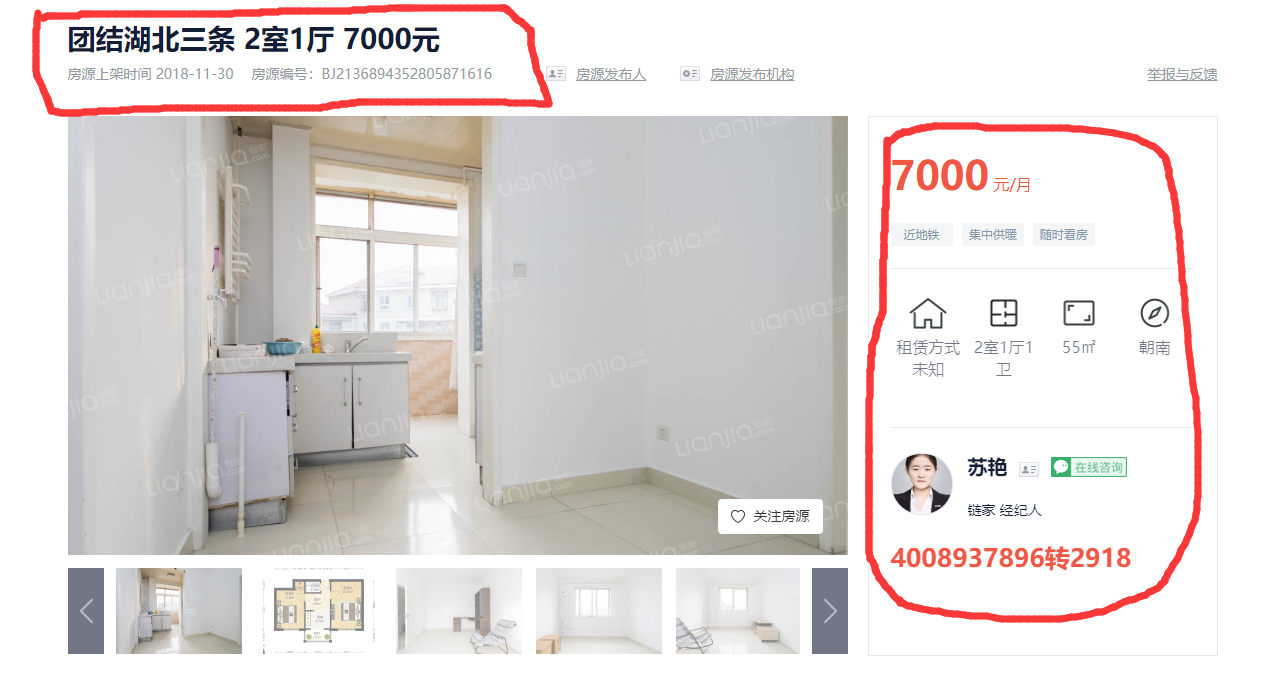 团结湖北三条 2室1厅 7000元
房源上架时间 2018-11-30 房源编号：BJ2136894352805871616 房源发布人 房源发布机构 举报与反馈
Lianjia 链家.com
关注房源
7000 元/月
近地铁 集中供暖 随时看房
租赁方式未知
2室1厅1卫
55㎡
朝南
苏艳 在线咨询
链家 经纪人
4008937896转2918